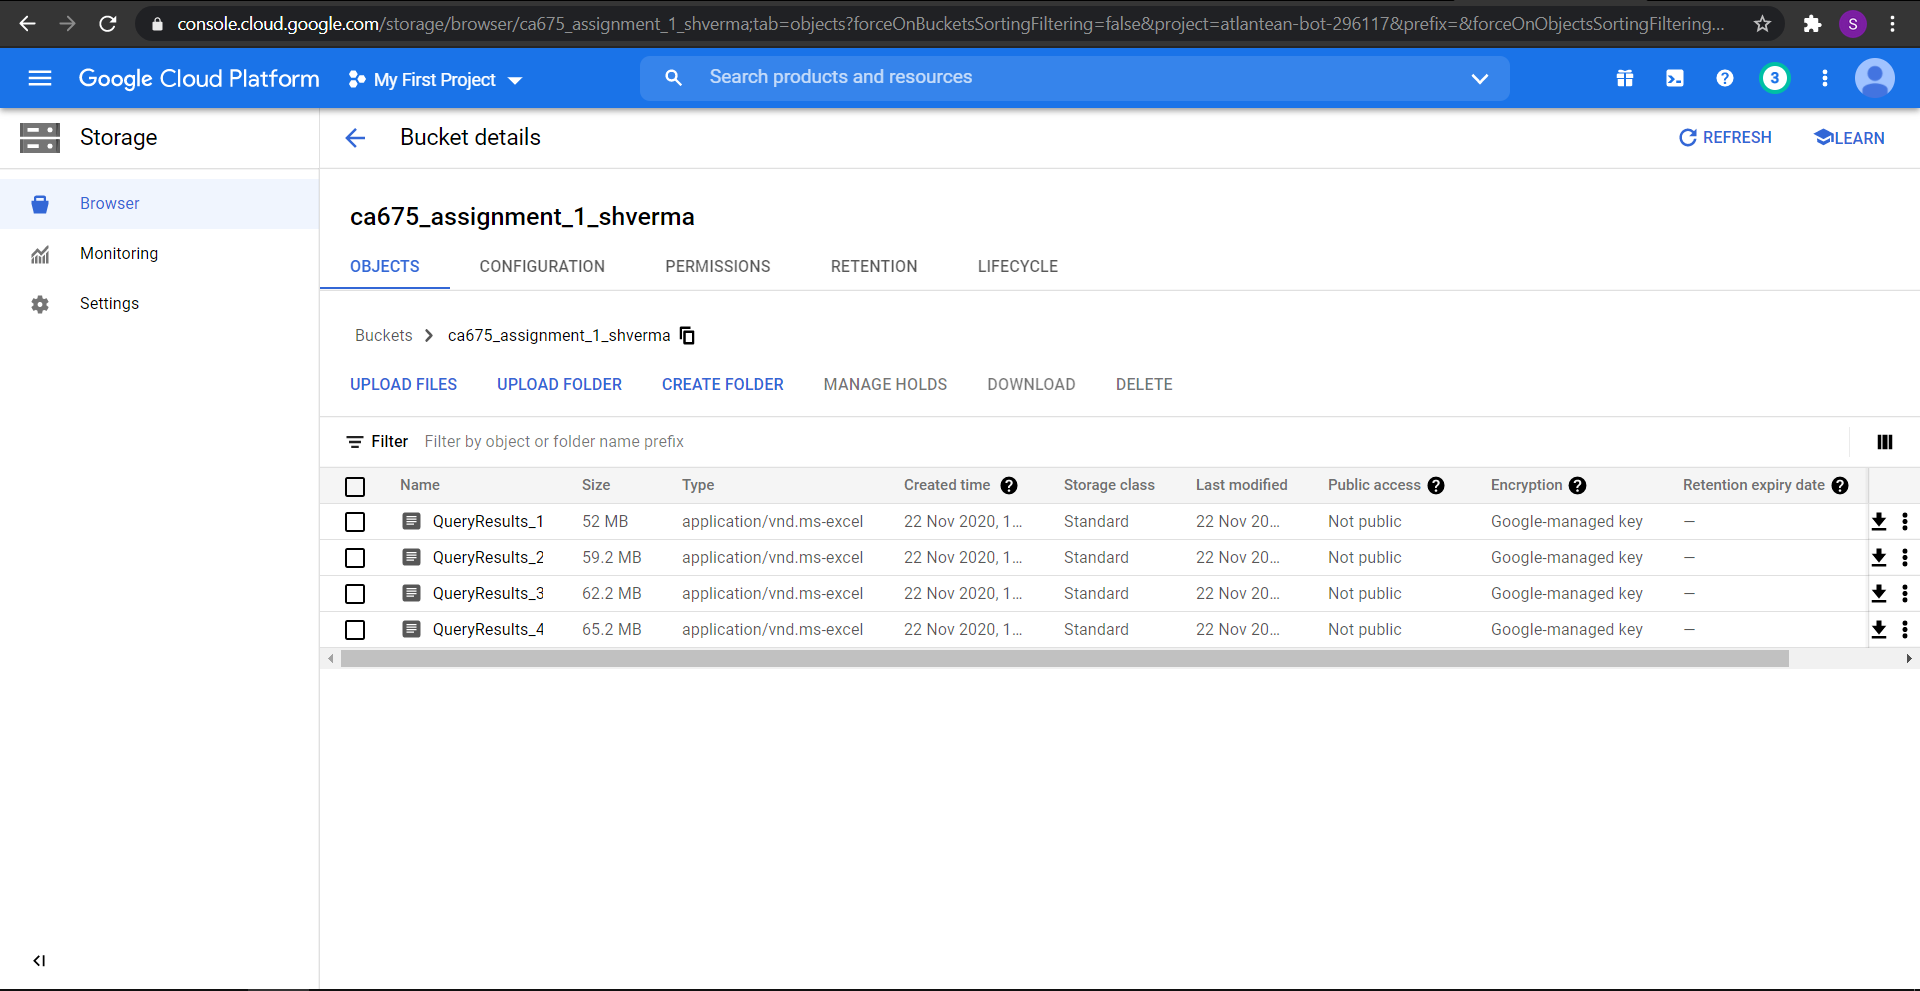 console.cloud.google.com/storage/browser/ca675_assignment_1_shverma;tab=objects?forceOnBucketsSortingFiltering=false&project=atlantean-bot-296117&prefix=&forceOnObjectsSortingFiltering... S
Google Cloud Platform My First Project Search products and resources 3
Storage Bucket details REFRESH LEARN
Browser
Monitoring
Settings
ca675_assignment_1_shverma
OBJECTS CONFIGURATION PERMISSIONS RETENTION LIFECYCLE
Buckets ca675_assignment_1_shverma
UPLOAD FILES UPLOAD FOLDER CREATE FOLDER MANAGE HOLDS DOWNLOAD DELETE
Filter Filter by object or folder name prefix
Name Size Type Created time Storage class Last modified Public access Encryption Retention expiry date
QueryResults_1 52 MB application/vnd.ms-excel 22 Nov 2020, 1... Standard 22 Nov 20... Not public Google-managed key —
QueryResults_2 59.2 MB application/vnd.ms-excel 22 Nov 2020, 1... Standard 22 Nov 20... Not public Google-managed key —
QueryResults_3 62.2 MB application/vnd.ms-excel 22 Nov 2020, 1... Standard 22 Nov 20... Not public Google-managed key —
QueryResults_4 65.2 MB application/vnd.ms-excel 22 Nov 2020, 1... Standard 22 Nov 20... Not public Google-managed key —